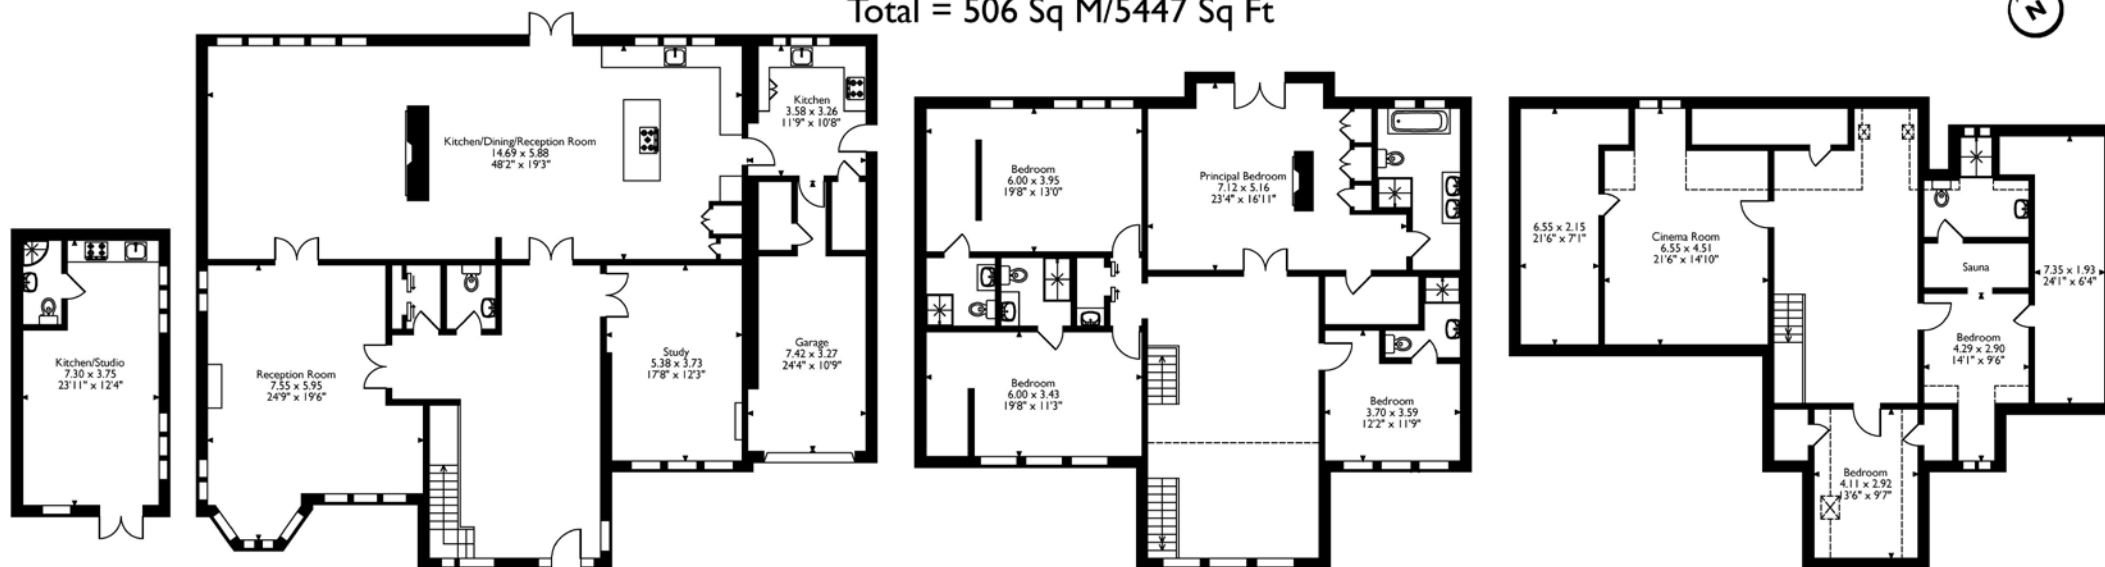 Total = 506 Sq M/5447 Sq Ft
N
Kitchen/Studio
7.30 x 3.75
23'11" x 12'4"
Kitchen/Dining/Reception Room
14.69 x 5.88
48'2" x 19'3"
Kitchen
3.58 x 3.26
11'9" x 10'8"
Reception Room
7.55 x 5.95
24'9" x 19'6"
Study
5.38 x 3.73
17'8" x 12'3"
Garage
7.42 x 3.27
24'4" x 10'9"
Bedroom
6.00 x 3.95
19'8" x 13'0"
Principal Bedroom
7.12 x 5.16
23'4" x 16'11"
Bedroom
6.00 x 3.43
19'8" x 11'3"
Bedroom
3.70 x 3.59
12'2" x 11'9"
6.55 x 2.15
21'6" x 7'1"
Cinema Room
6.55 x 4.51
21'6" x 14'10"
Sauna
7.35 x 1.93
24'1" x 6'4"
Bedroom
4.29 x 2.90
14'1" x 9'6"
Bedroom
4.11 x 2.92
13'6" x 9'7"